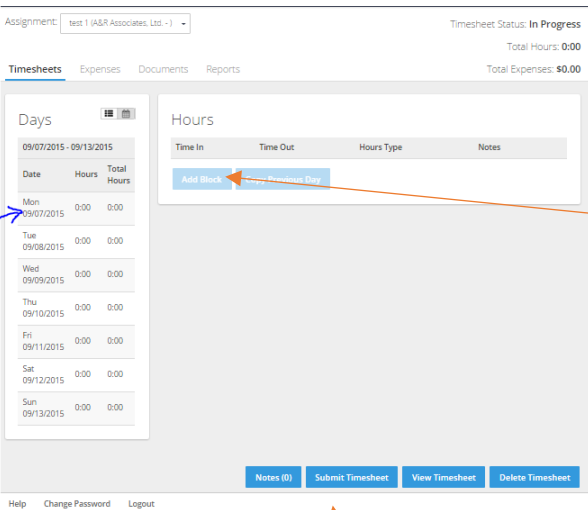 Assignment: test 1 (A&R Associates, Ltd. - )
Timesheet Status: In Progress
Total Hours: 0:00
Timesheets Expenses Documents Reports
Total Expenses: $0.00
Days
09/07/2015 - 09/13/2015
Date Hours Total Hours
Mon 09/07/2015 0:00 0:00
Tue 09/08/2015 0:00 0:00
Wed 09/09/2015 0:00 0:00
Thu 09/10/2015 0:00 0:00
Fri 09/11/2015 0:00 0:00
Sat 09/12/2015 0:00 0:00
Sun 09/13/2015 0:00 0:00
Hours
Time In Time Out Hours Type Notes
Add Block Copy Previous Day
Notes (0) Submit Timesheet View Timesheet Delete Timesheet
Help Change Password Logout